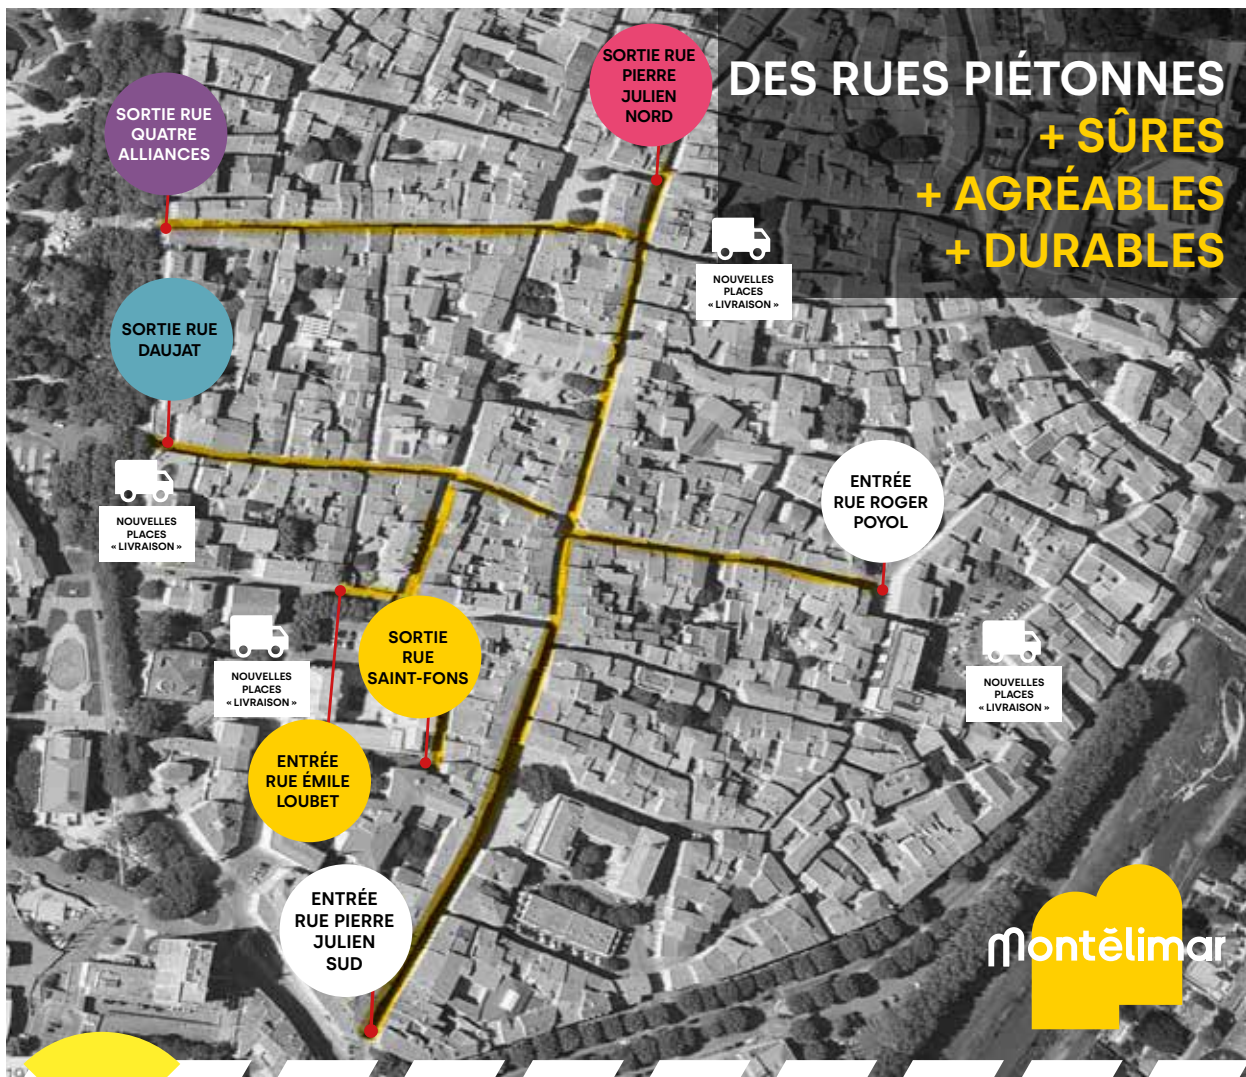 DES RUES PIÉTONNES
+ SÛRES
+ AGRÉABLES
+ DURABLES
SORTIE RUE
PIERRE
JULIEN
NORD
SORTIE RUE
QUATRE
ALLIANCES
NOUVELLES
PLACES
« LIVRAISON »
SORTIE RUE
DAUJAT
NOUVELLES
PLACES
« LIVRAISON »
ENTRÉE
RUE ROGER
POYOL
SORTIE
RUE
SAINT-FONS
NOUVELLES
PLACES
« LIVRAISON »
NOUVELLES
PLACES
« LIVRAISON »
ENTRÉE
RUE ÉMILE
LOUBET
ENTRÉE
RUE PIERRE
JULIEN
SUD
montélimar